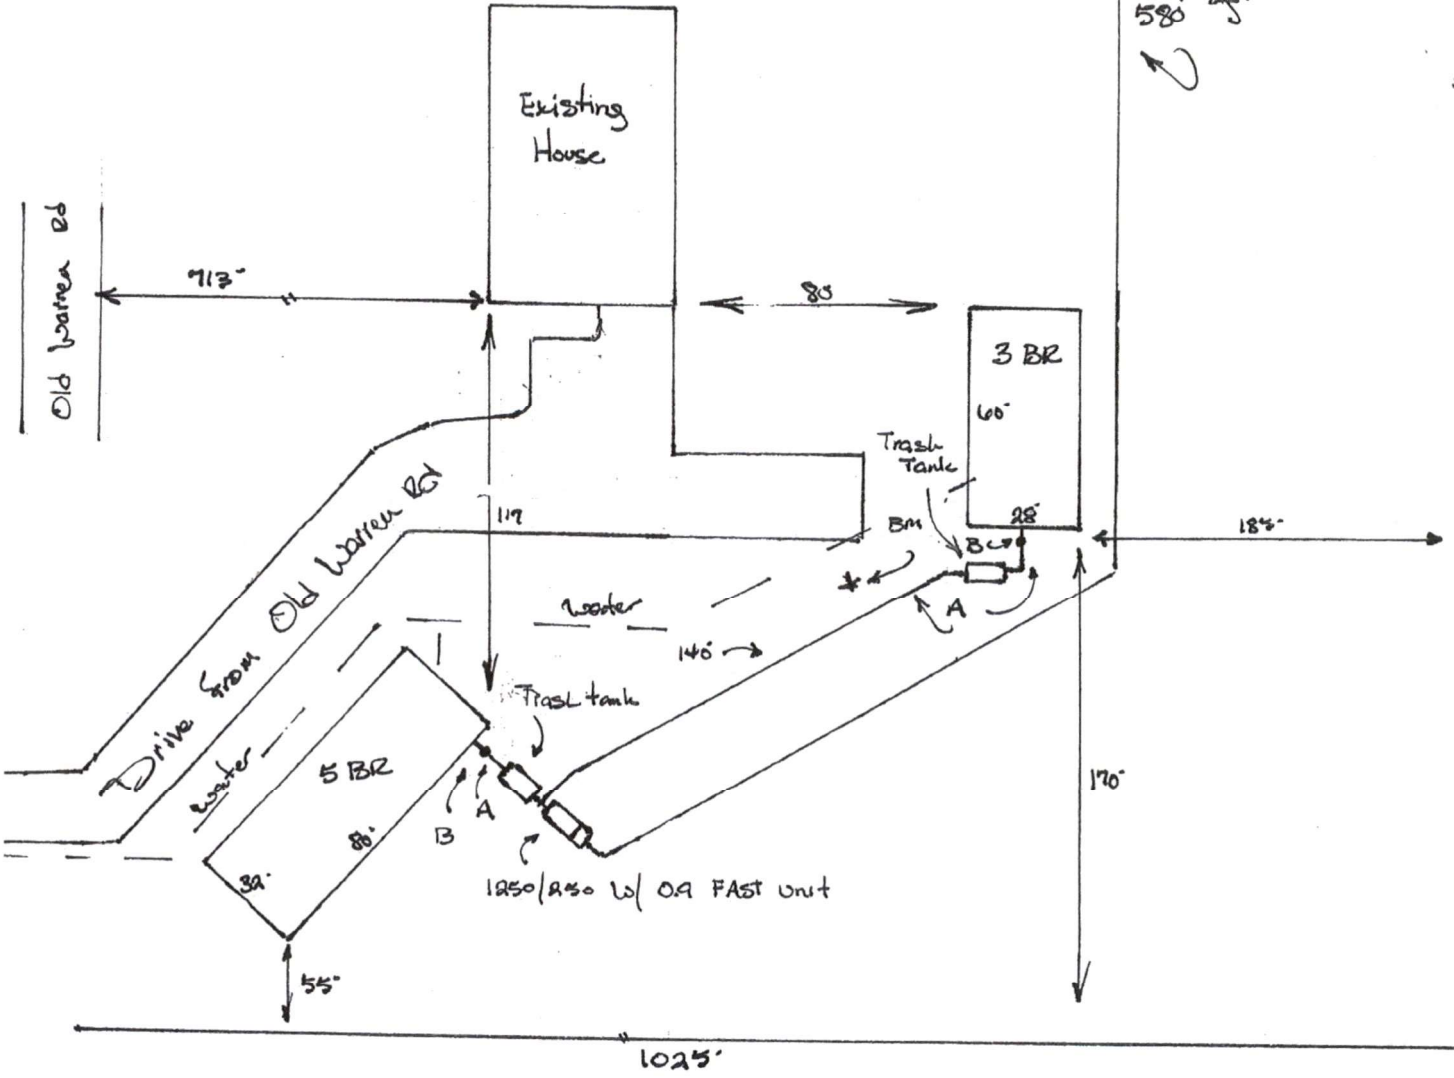 580'
Existing
House
Old Warren Rd
713'
80
3 BR
60'
Trash
Tank
28'
BM
B
185'
A
119
Drive from Old Warren Rd
water
140'
Trash tank
water
5 BR
B
A
80'
32'
170'
1250/250 W/ 0.9 FAST unit
55'
1025'